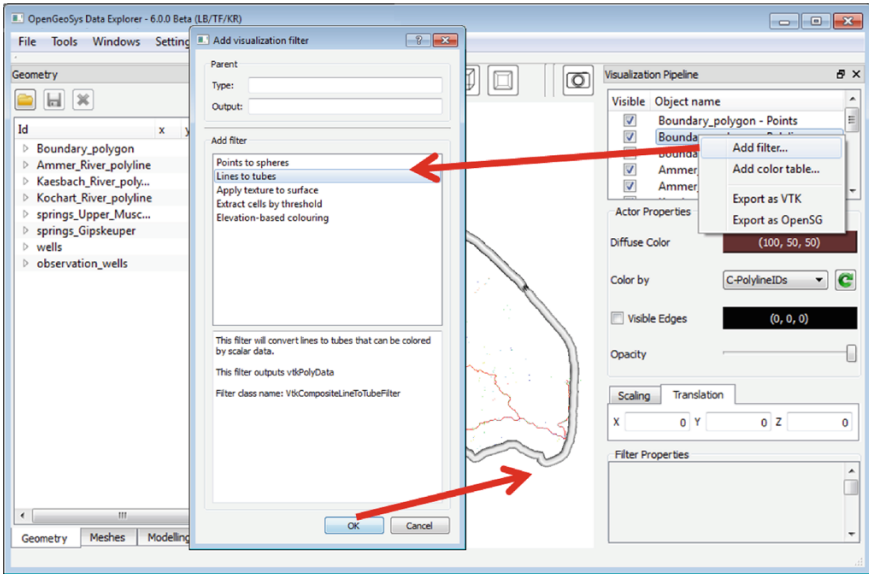 OpenGeoSys Data Explorer - 6.0.0 Beta (LB/TF/KR)
File Tools Windows Setting
Geometry
Id x y
Boundary_polygon
Ammer_River_polyline
Kaesbach_River_poly...
Kochart_River_polyline
springs_Upper_Musc...
springs_Gipskeuper
wells
observation_wells
Geometry Meshes Modelling
Add visualization filter
Parent
Type:
Output:
Add filter
Points to spheres
Lines to tubes
Apply texture to surface
Extract cells by threshold
Elevation-based colouring
This filter will convert lines to tubes that can be colored
by scalar data.
This filter outputs vtkPolyData
Filter class name: VtkCompositeLineToTubeFilter
OK Cancel
Visualization Pipeline
Visible Object name
Boundary_polygon - Points
Add filter...
Add color table...
Export as VTK
Export as OpenSG
Ammer
Ammer
Actor Properties
Diffuse Color (100, 50, 50)
Color by C-PolylineIDs
Visible Edges (0, 0, 0)
Opacity
Scaling Translation
X 0 Y 0 Z 0
Filter Properties